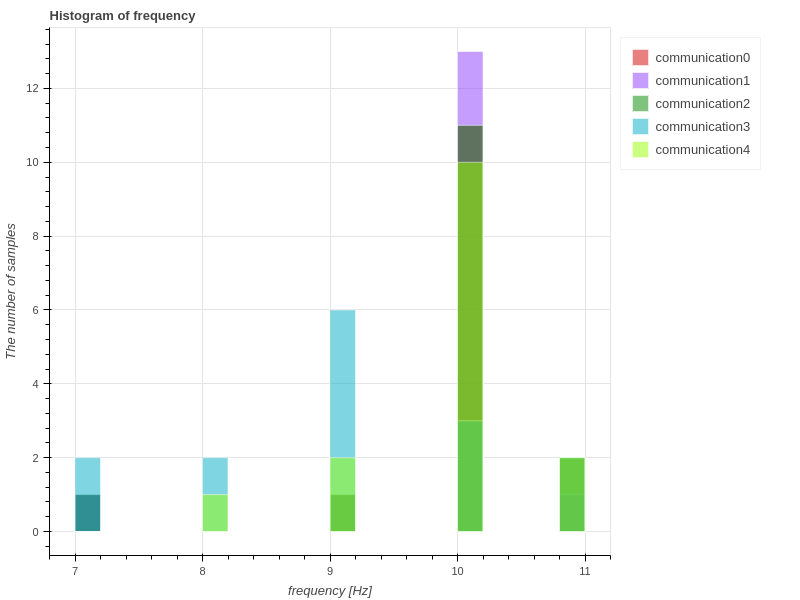 Histogram of frequency
communication0
communication1
communication2
communication3
communication4
The number of samples
12
10
8
6
4
2
0
7 8 9 10 11
frequency [Hz]